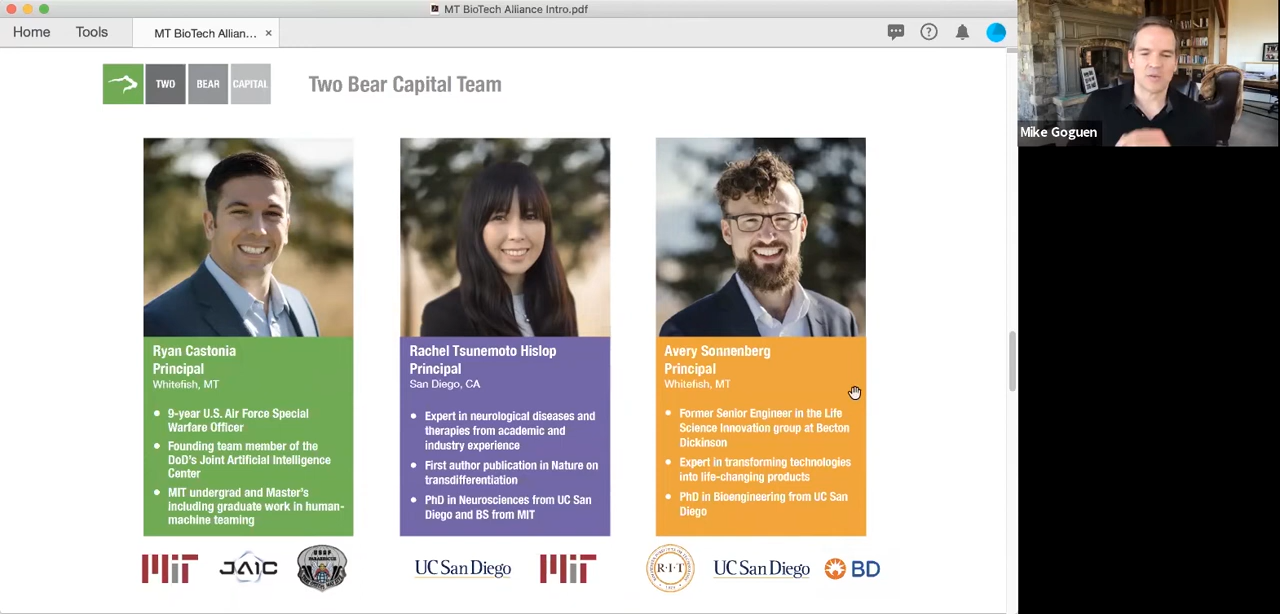 MT BioTech Alliance Intro.pdf
Home
Tools
MT BioTech Allian...
×
TWO BEAR CAPITAL
Two Bear Capital Team
Mike Goguen
Ryan Castonia
Principal
Whitefish, MT
• 9-year U.S. Air Force Special
Warfare Officer
• Founding team member of the
DoD's Joint Artificial Intelligence
Center
• MIT undergrad and Master's
including graduate work in human-
machine teaming
Rachel Tsunemoto Hislop
Principal
San Diego, CA
• Expert in neurological diseases and
therapies from academic and
industry experience
• First author publication in Nature on
transdifferentiation
• PhD in Neurosciences from UC San
Diego and BS from MIT
Avery Sonnenberg
Principal
Whitefish, MT
• Former Senior Engineer in the Life
Science Innovation group at Becton
Dickinson
• Expert in transforming technologies
into life-changing products
• PhD in Bioengineering from UC San
Diego
MIT
JAIC
USAF
PARARESCUE
UC San Diego
MIT
R·I·T
UC San Diego
BD